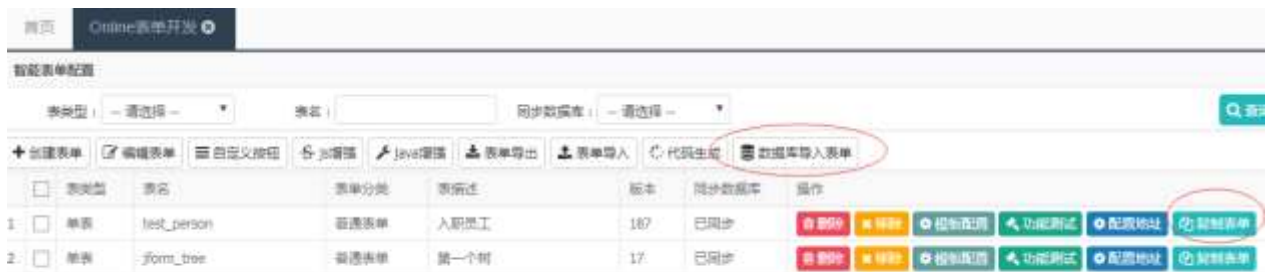 首页 Online表单开发
智能表单配置
表类型： -- 请选择 -- 表名： 同步数据库： -- 请选择 -- 查询
创建表单 编辑表单 自定义按钮 js增强 java增强 表单导出 表单导入 代码生成 数据库导入表单
表类型 表名 表单分类 表描述 版本 同步数据库 操作
1 单表 test_person 普通表单 入职员工 187 已同步 删除 移除 模板配置 功能测试 配置地址 复制表单
2 单表 jform_tree 普通表单 第一个树 17 已同步 删除 移除 模板配置 功能测试 配置地址 复制表单